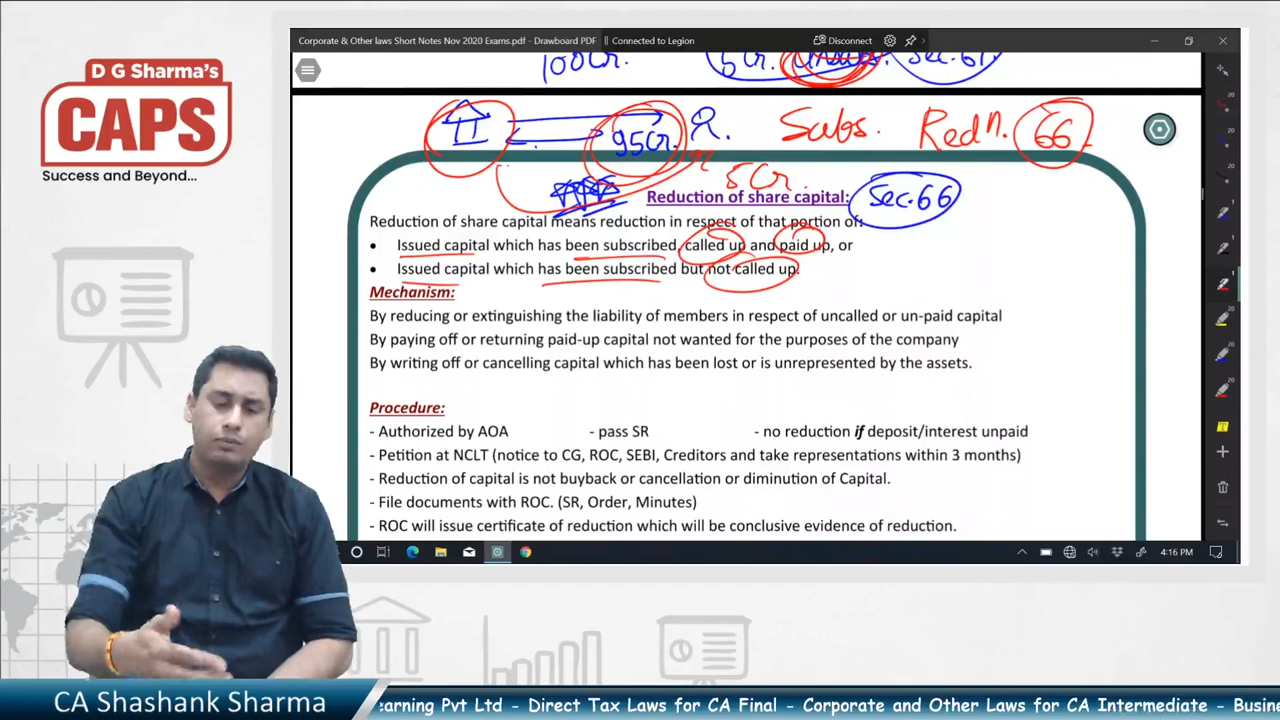 D G Sharma's
CAPS
Success and Beyond...
Corporate & Other laws Short Notes Nov 2020 Exams.pdf - Drawboard PDF || Connected to Legion
Disconnect
100Cr. 5Cr. Sec.61
95Cr. Subs. Redn. 66
5Cr.
Reduction of share capital: Sec.66
Reduction of share capital means reduction in respect of that portion of:
• Issued capital which has been subscribed, called up and paid up, or
• Issued capital which has been subscribed but not called up.
Mechanism:
By reducing or extinguishing the liability of members in respect of uncalled or un-paid capital
By paying off or returning paid-up capital not wanted for the purposes of the company
By writing off or cancelling capital which has been lost or is unrepresented by the assets.
Procedure:
- Authorized by AOA - pass SR - no reduction if deposit/interest unpaid
- Petition at NCLT (notice to CG, ROC, SEBI, Creditors and take representations within 3 months)
- Reduction of capital is not buyback or cancellation or diminution of Capital.
- File documents with ROC. (SR, Order, Minutes)
- ROC will issue certificate of reduction which will be conclusive evidence of reduction.
4:16 PM
CA Shashank Sharma
earning Pvt Ltd - Direct Tax Laws for CA Final - Corporate and Other Laws for CA Intermediate - Busine